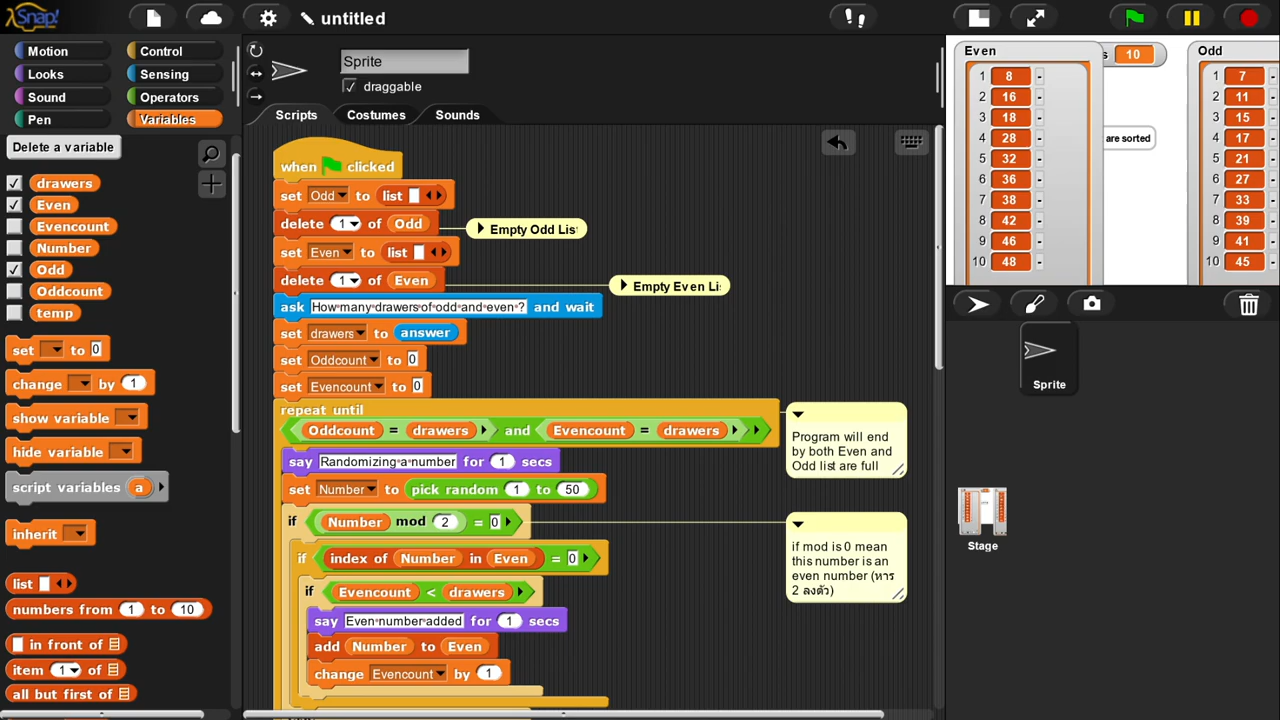 Snap!
untitled
Motion
Control
Looks
Sensing
Sound
Operators
Pen
Variables
Delete a variable
drawers
Even
Evencount
Number
Odd
Oddcount
temp
set to 0
change by 1
show variable
hide variable
script variables a
inherit
list
numbers from 1 to 10
in front of
item 1 of
all but first of
Sprite
draggable
Scripts
Costumes
Sounds
when clicked
set Odd to list
delete 1 of Odd
Empty Odd Lis
set Even to list
delete 1 of Even
Empty Even Li
ask How many drawers of odd and even ? and wait
set drawers to answer
set Oddcount to 0
set Evencount to 0
repeat until
Oddcount = drawers and Evencount = drawers
say Randomizing a number for 1 secs
set Number to pick random 1 to 50
if Number mod 2 = 0
if index of Number in Even = 0
if Evencount < drawers
say Even number added for 1 secs
add Number to Even
change Evencount by 1
Program will end
by both Even and
Odd list are full
if mod is 0 mean
this number is an
even number (หาร
2 ลงตัว)
Even
1 8
2 16
3 18
4 28
5 32
6 36
7 38
8 42
9 46
10 48
s 10
are sorted
Odd
1 7
2 11
3 15
4 17
5 21
6 27
7 33
8 39
9 41
10 45
Sprite
Stage